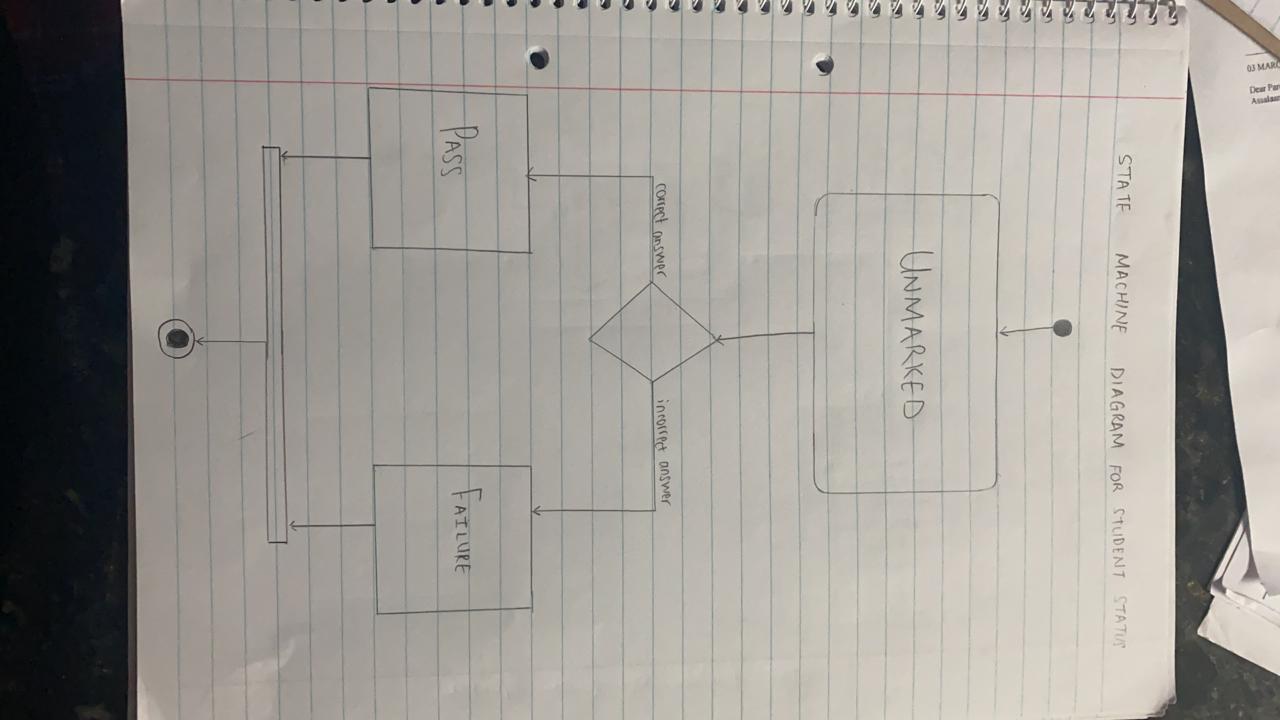 STATE MACHINE DIAGRAM FOR STUDENT STATUS
UNMARKED
correct answer
incorrect answer
PASS
FAILURE
03 MARC
Dear Par
Assalaam